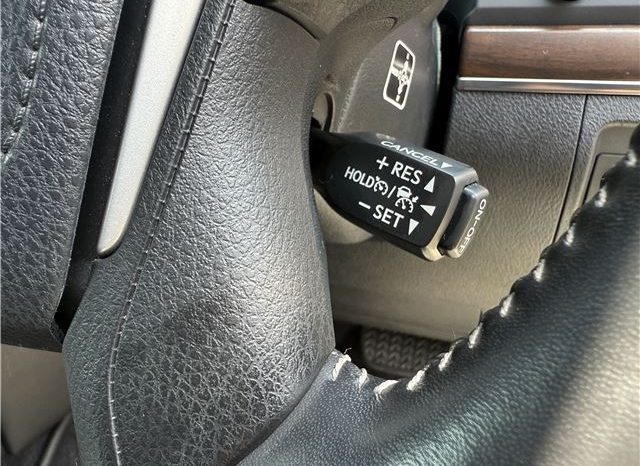 CANCEL
+ RES
HOLD /
− SET
ON-OFF